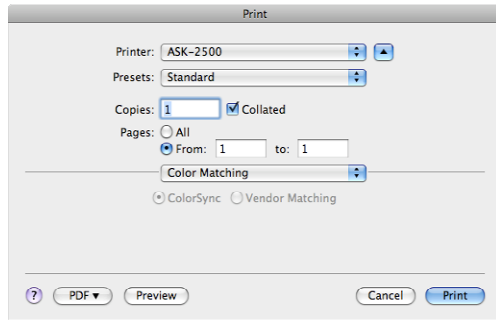 Print
Printer: ASK-2500
Presets: Standard
Copies: 1 Collated
Pages: All
From: 1 to: 1
Color Matching
ColorSync Vendor Matching
? PDF Preview Cancel Print